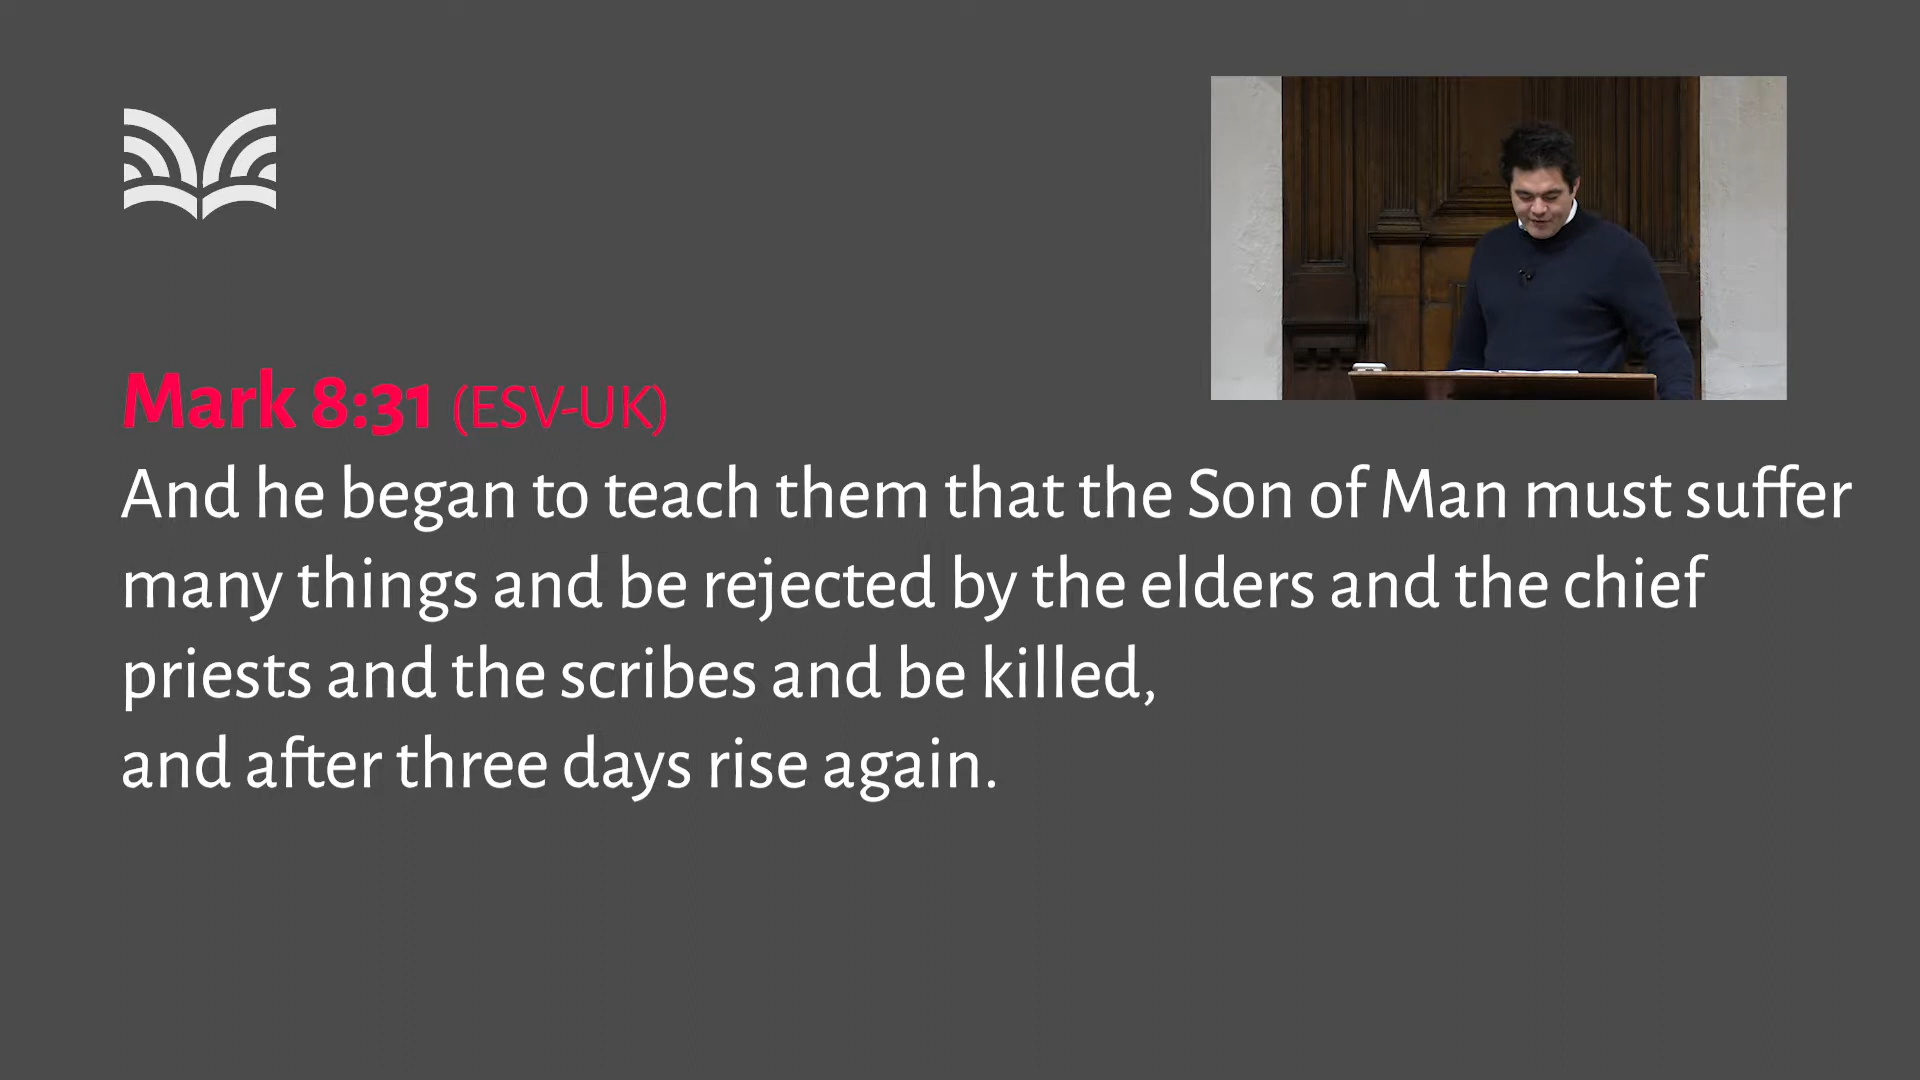 Mark 8:31 (ESV-UK)
And he began to teach them that the Son of Man must suffer
many things and be rejected by the elders and the chief
priests and the scribes and be killed,
and after three days rise again.